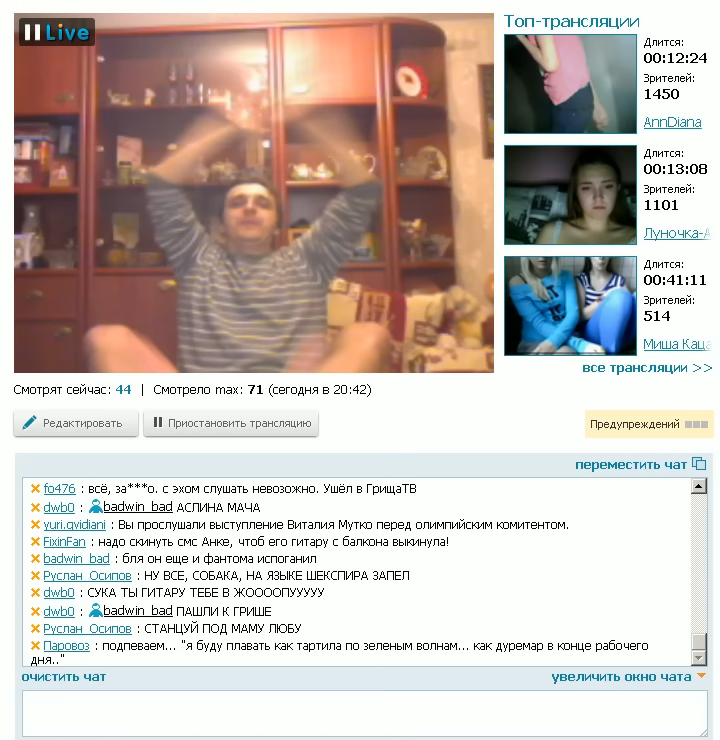 Live
Топ-трансляции
Длится:
00:12:24
Зрителей:
1450
AnnDiana
Длится:
00:13:08
Зрителей:
1101
Луночка-
Длится:
00:41:11
Зрителей:
514
Миша Каца
все трансляции >>
Смотрят сейчас: 44 | Смотрело max: 71 (сегодня в 20:42)
Редактировать
Приостановить трансляцию
Предупреждений
переместить чат
fo476 : всё, за***о. с эхом слушать невозожно. Ушёл в ГрищаТВ
dwb0 : badwin_bad АСЛИНА МАЧА
yuri.gvidiani : Вы прослушали выступление Виталия Мутко перед олимпийским комитентом.
FixinFan : надо скинуть смс Анке, чтоб его гитару с балкона выкинула!
badwin_bad : бля он еще и фантома испоганил
Руслан_Осипов : НУ ВСЕ, СОБАКА, НА ЯЗЫКЕ ШЕКСПИРА ЗАПЕЛ
dwb0 : СУКА ТЫ ГИТАРУ ТЕБЕ В ЖООООПУУУУУ
dwb0 : badwin_bad ПАШЛИ К ГРИШЕ
Руслан_Осипов : СТАНЦУЙ ПОД МАМУ ЛЮБУ
Паровоз : подпеваем... "я буду плавать как тартила по зеленым волнам... как дуремар в конце рабочего
дня.."
очистить чат
увеличить окно чата